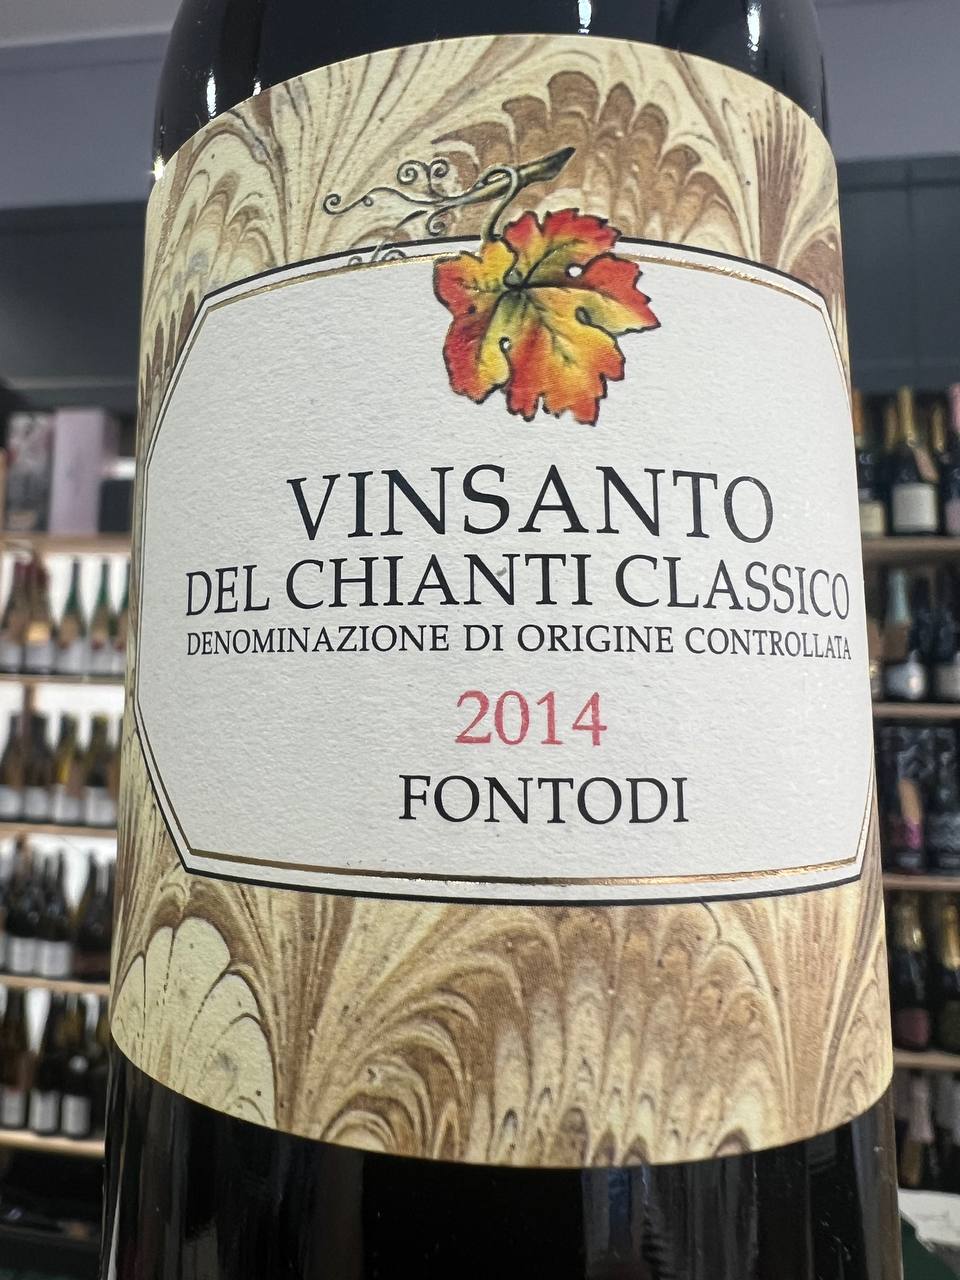 VINSANTO
DEL CHIANTI CLASSICO
DENOMINAZIONE DI ORIGINE CONTROLLATA
2014
FONTODI